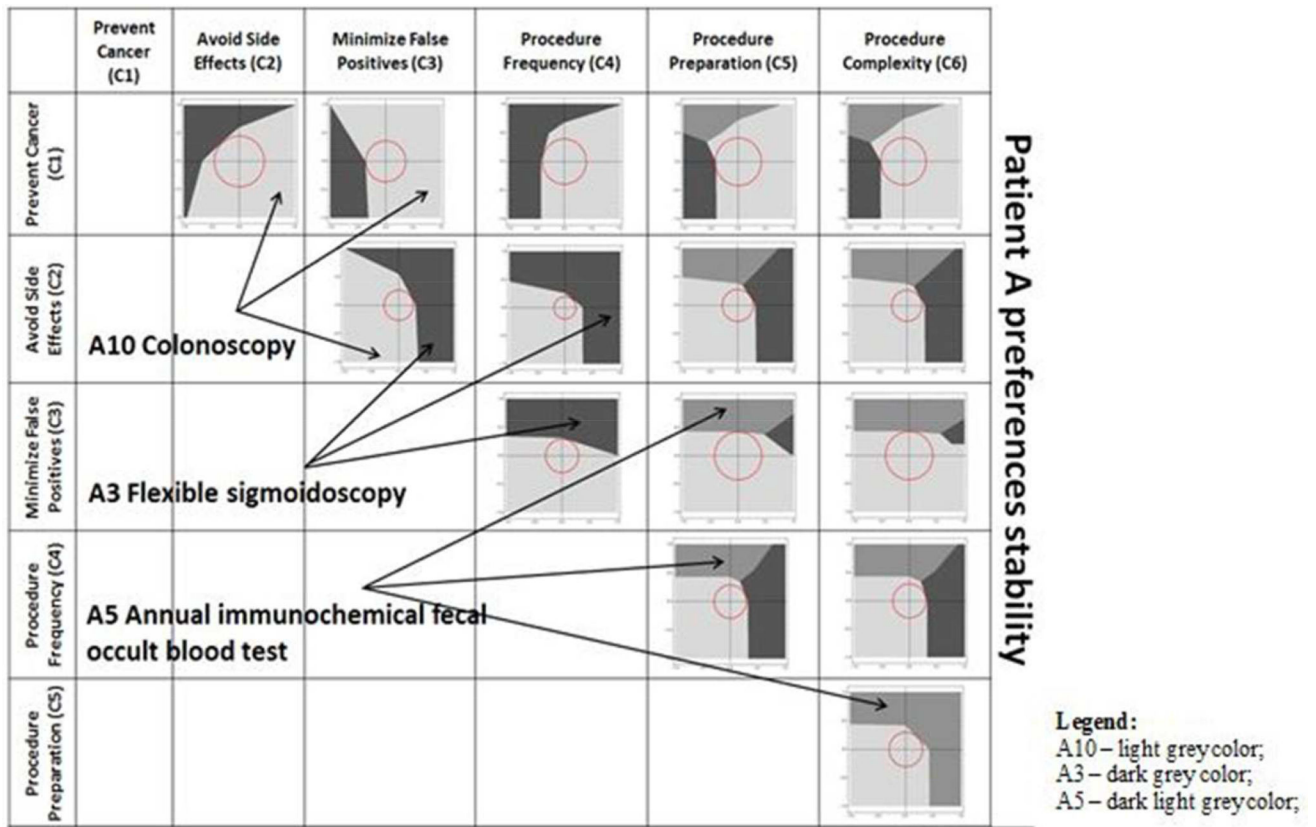 Prevent
Cancer
(C1)
Avoid Side
Effects (C2)
Minimize False
Positives (C3)
Procedure
Frequency (C4)
Procedure
Preparation (C5)
Procedure
Complexity (C6)
Prevent Cancer
(C1)
Avoid Side
Effects (C2)
A10 Colonoscopy
Minimize False
Positives (C3)
A3 Flexible sigmoidoscopy
Procedure
Frequency (C4)
A5 Annual immunochemical fecal
occult blood test
Procedure
Preparation (C5)
Patient A preferences stability
Legend:
A10 – light grey color;
A3 – dark grey color;
A5 – dark light grey color;